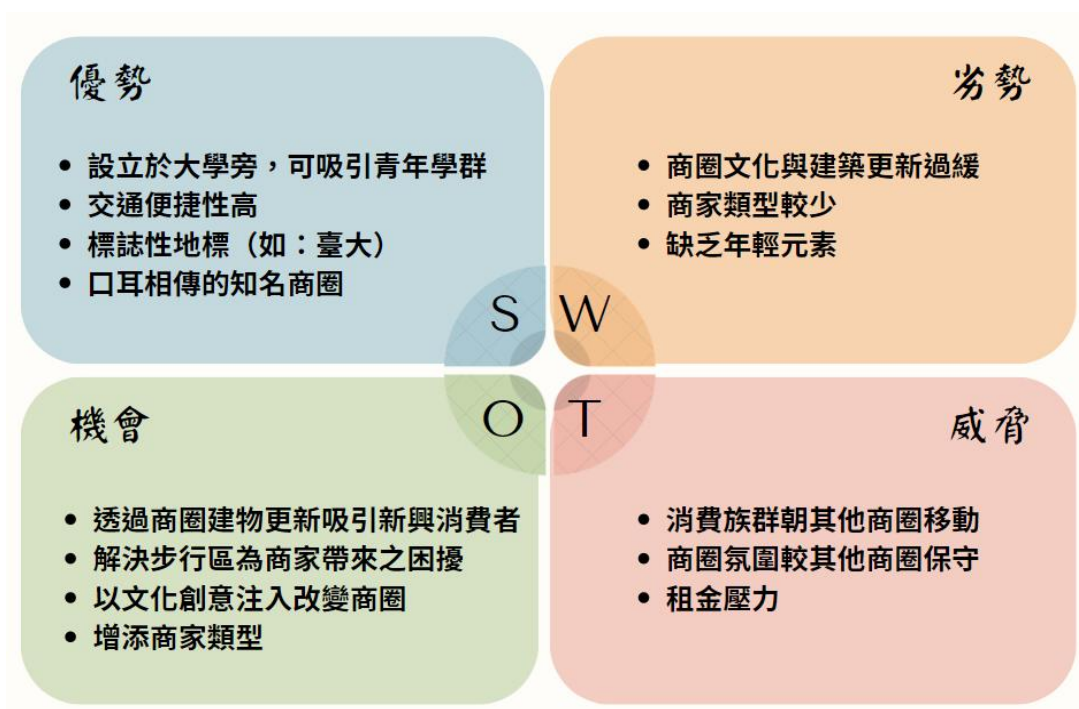 優勢
• 設立於大學旁，可吸引青年學群
• 交通便捷性高
• 標誌性地標（如：臺大）
• 口耳相傳的知名商圈
S
劣勢
• 商圈文化與建築更新過緩
• 商家類型較少
• 缺乏年輕元素
W
機會
O
• 透過商圈建物更新吸引新興消費者
• 解決步行區為商家帶來之困擾
• 以文化創意注入改變商圈
• 增添商家類型
威脅
T
• 消費族群朝其他商圈移動
• 商圈氛圍較其他商圈保守
• 租金壓力